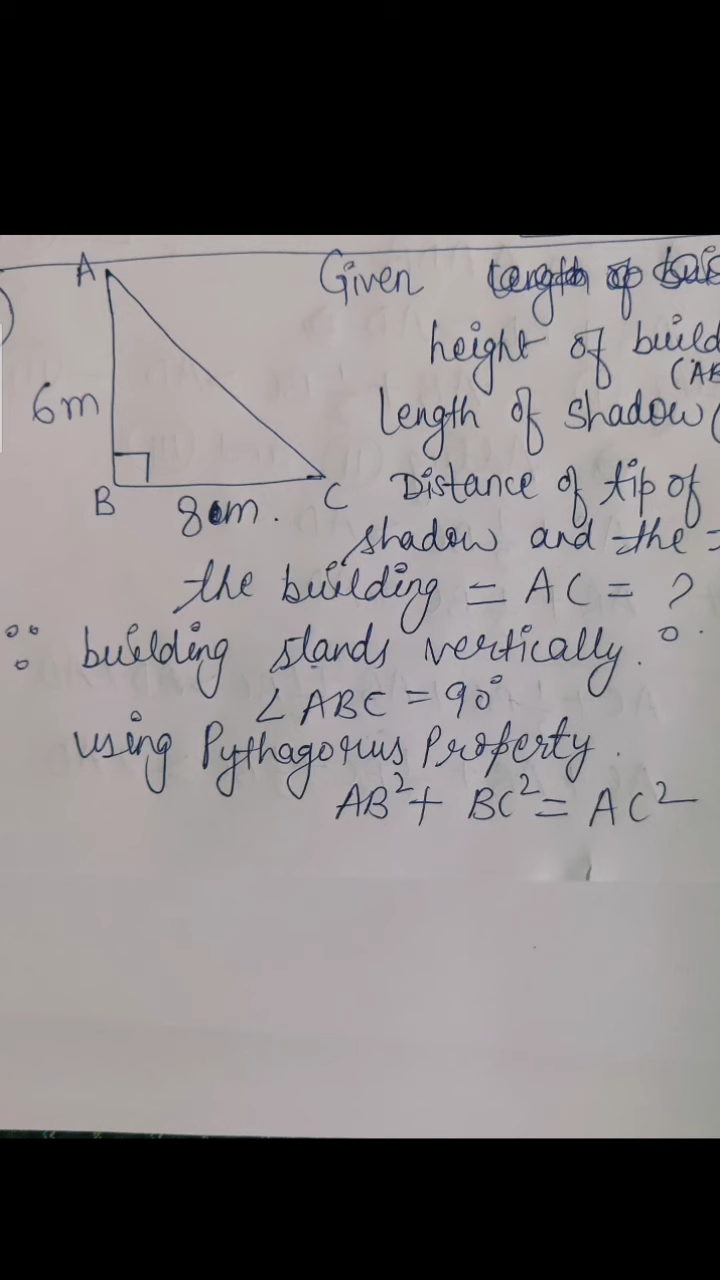 A
Given
height of build
6m
(AB
Length of shadow (
B
8m.
C
Distance of tip of
shadow and the =
the building = AC = ?
∵ building stands vertically.
∠ABC = 90°
using Pythagorus Property.
AB² + BC² = AC²